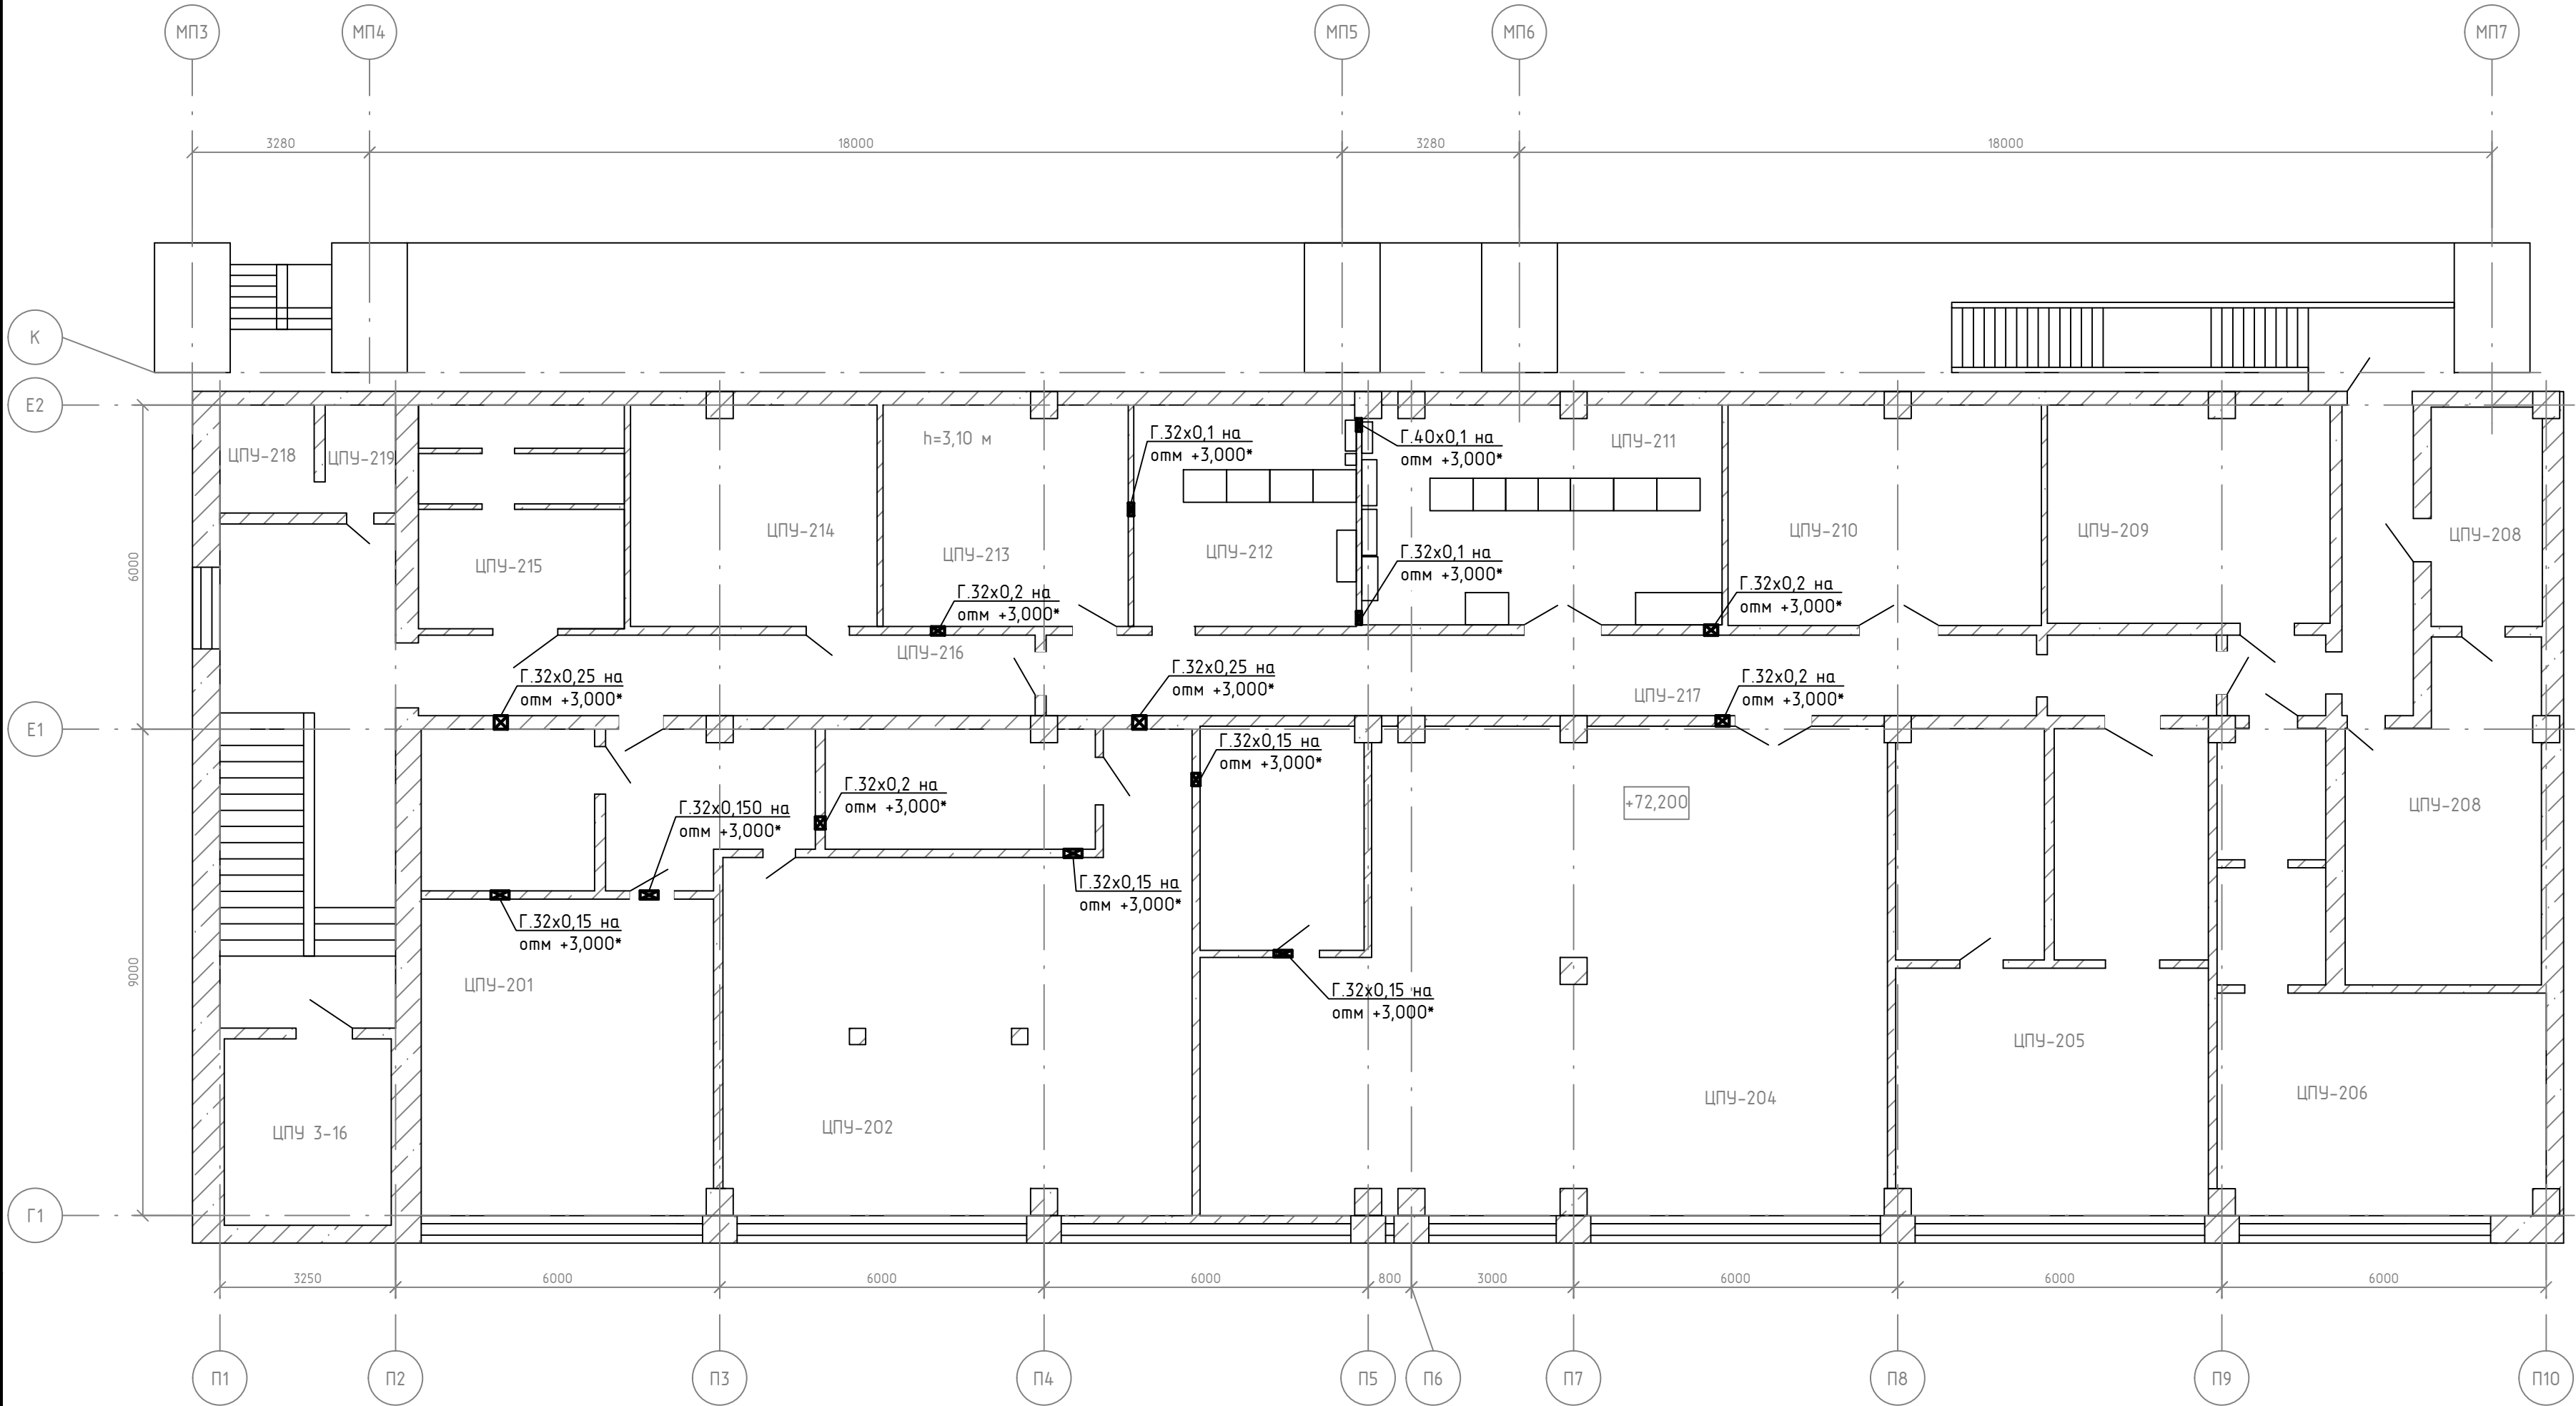 МП3
МП4
МП5
МП6
МП7
3280
18000
3280
18000
К
Е2
Е1
Г1
6000
9000
ЦПУ-218
ЦПУ-219
h=3,10 м
Г.32х0,1 на
отм +3,000*
Г.40х0,1 на
отм +3,000*
ЦПУ-211
ЦПУ-214
ЦПУ-213
ЦПУ-212
ЦПУ-210
ЦПУ-209
ЦПУ-208
ЦПУ-215
Г.32х0,1 на
отм +3,000*
Г.32х0,2 на
отм +3,000*
Г.32х0,2 на
отм +3,000*
ЦПУ-216
Г.32х0,25 на
отм +3,000*
Г.32х0,25 на
отм +3,000*
ЦПУ-217
Г.32х0,2 на
отм +3,000*
Г.32х0,15 на
отм +3,000*
Г.32х0,2 на
отм +3,000*
Г.32х0,150 на
отм +3,000*
+72,200
ЦПУ-208
Г.32х0,15 на
отм +3,000*
Г.32х0,15 на
отм +3,000*
ЦПУ-201
Г.32х0,15 на
отм +3,000*
ЦПУ-205
ЦПУ-204
ЦПУ-206
ЦПУ-202
ЦПУ 3-16
3250
6000
6000
6000
800
3000
6000
6000
6000
П1
П2
П3
П4
П5
П6
П7
П8
П9
П10